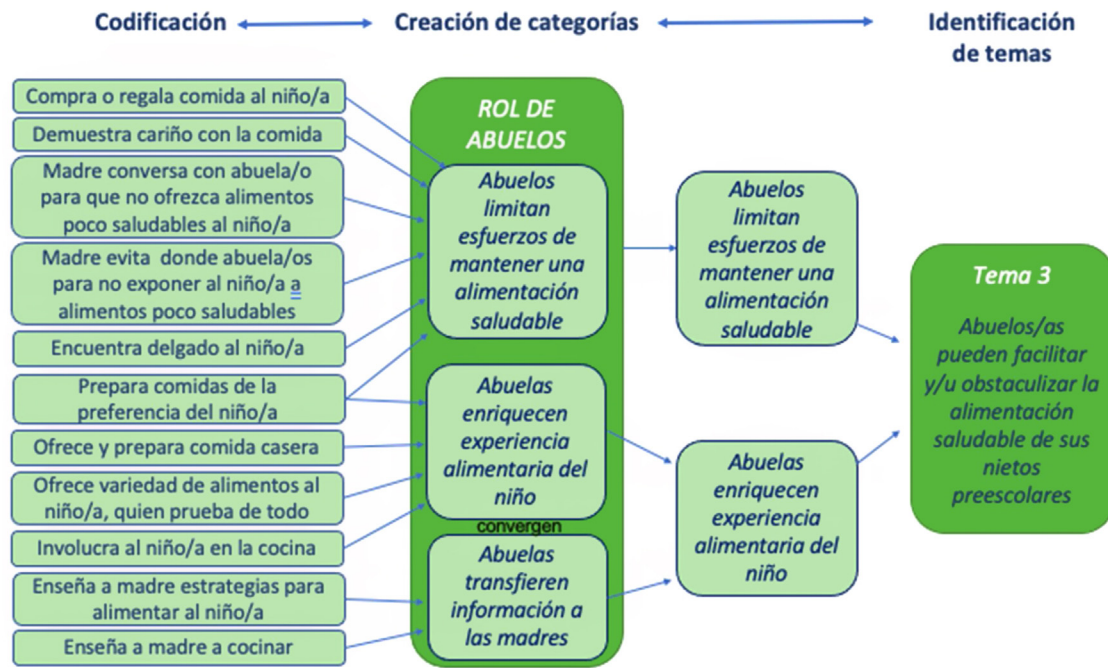 Codificación
Creación de categorías
Identificación
de temas
Compra o regala comida al niño/a
Demuestra cariño con la comida
Madre conversa con abuela/o
para que no ofrezca alimentos
poco saludables al niño/a
Madre evita donde abuela/os
para no exponer al niño/a a
alimentos poco saludables
Encuentra delgado al niño/a
Prepara comidas de la
preferencia del niño/a
Ofrece y prepara comida casera
Ofrece variedad de alimentos al
niño/a, quien prueba de todo
Involucra al niño/a en la cocina
Enseña a madre estrategias para
alimentar al niño/a
Enseña a madre a cocinar
ROL DE
ABUELOS
Abuelos
limitan
esfuerzos de
mantener una
alimentación
saludable
Abuelas
enriquecen
experiencia
alimentaria del
niño
convergen
Abuelas
transfieren
información a
las madres
Abuelos
limitan
esfuerzos de
mantener una
alimentación
saludable
Abuelas
enriquecen
experiencia
alimentaria del
niño
Tema 3
Abuelos/as
pueden facilitar
y/u obstaculizar la
alimentación
saludable de sus
nietos
preescolares